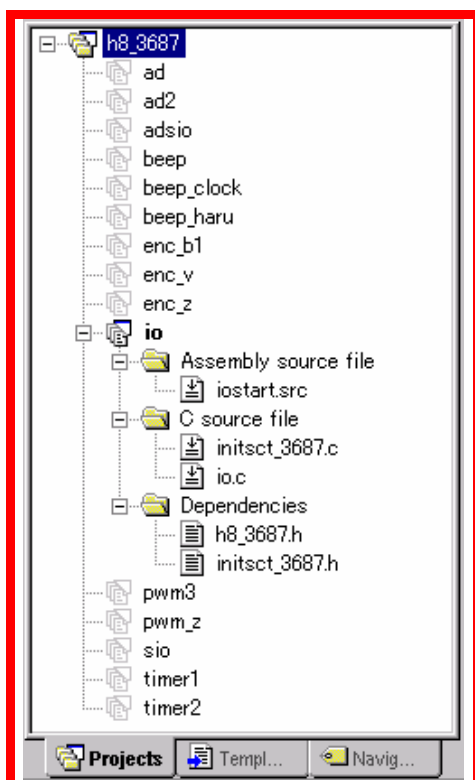 h8_3687
ad
ad2
adsio
beep
beep_clock
beep_haru
enc_b1
enc_v
enc_z
io
Assembly source file
iostart.src
C source file
initsct_3687.c
io.c
Dependencies
h8_3687.h
initsct_3687.h
pwm3
pwm_z
sio
timer1
timer2
Projects Templ... Navig...